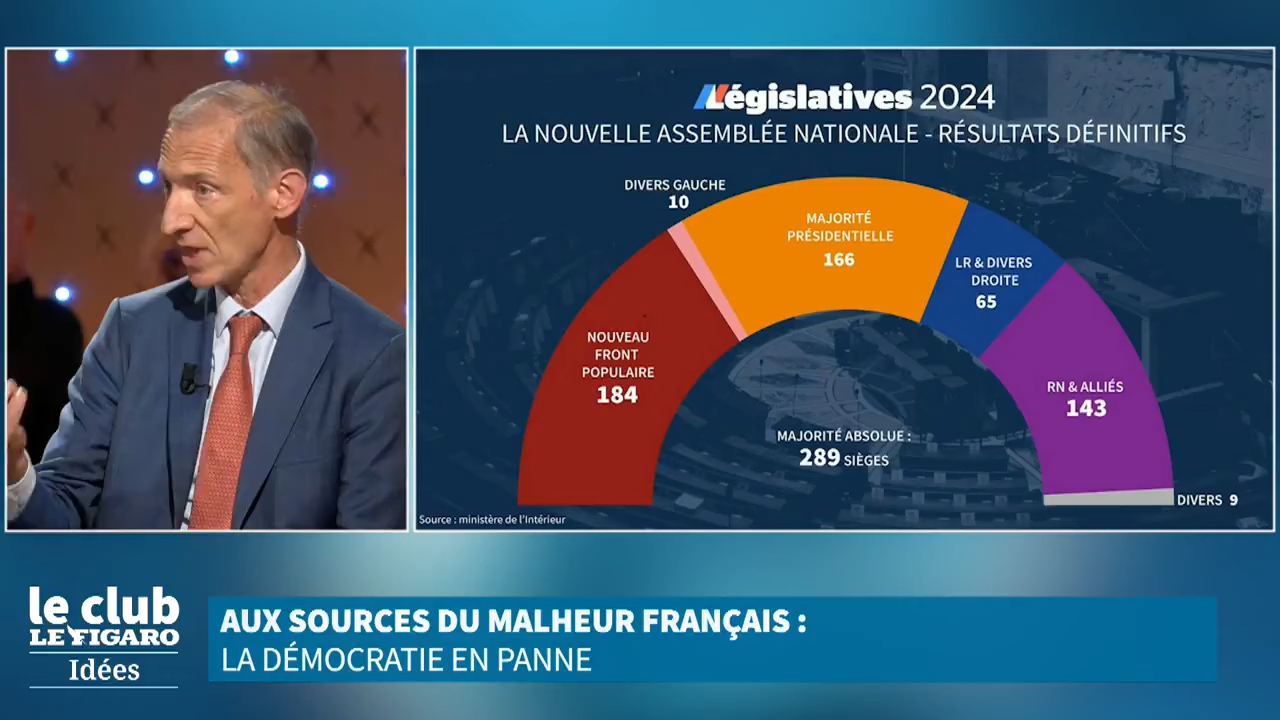 Législatives 2024
LA NOUVELLE ASSEMBLÉE NATIONALE - RÉSULTATS DÉFINITIFS
DIVERS GAUCHE
10
MAJORITÉ
PRÉSIDENTIELLE
166
LR & DIVERS
DROITE
65
NOUVEAU
FRONT
POPULAIRE
184
RN & ALLIÉS
143
MAJORITÉ ABSOLUE :
289 SIÈGES
DIVERS 9
Source : ministère de l'Intérieur
le club
LE FIGARO
Idées
AUX SOURCES DU MALHEUR FRANÇAIS :
LA DÉMOCRATIE EN PANNE